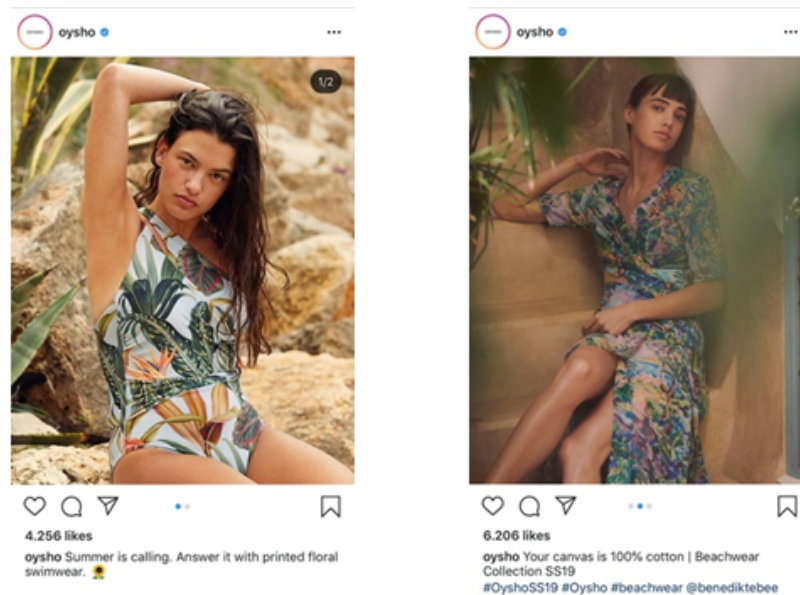 oysho
1/2
4.256 likes
oysho Summer is calling. Answer it with printed floral
swimwear. 🌻
oysho
6.206 likes
oysho Your canvas is 100% cotton | Beachwear
Collection SS19
#OyshoSS19 #Oysho #beachwear @benediktebee